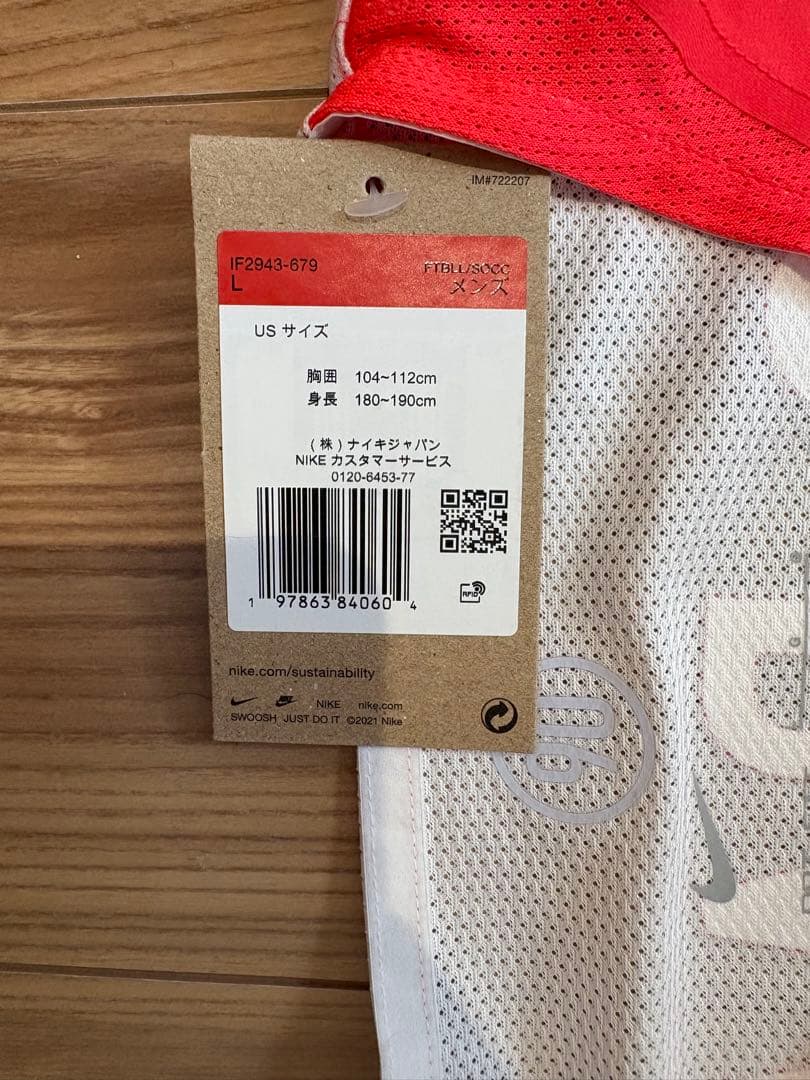 IM#722207
IF2943-679
L
FTBLL/SOCC
メンズ
US サイズ
胸囲 104~112cm
身長 180~190cm
(株)ナイキジャパン
NIKE カスタマーサービス
0120-6453-77
1 97863 84060 4
RFID
nike.com/sustainability
NIKE nike.com
SWOOSH JUST DO IT ©2021 Nike
90